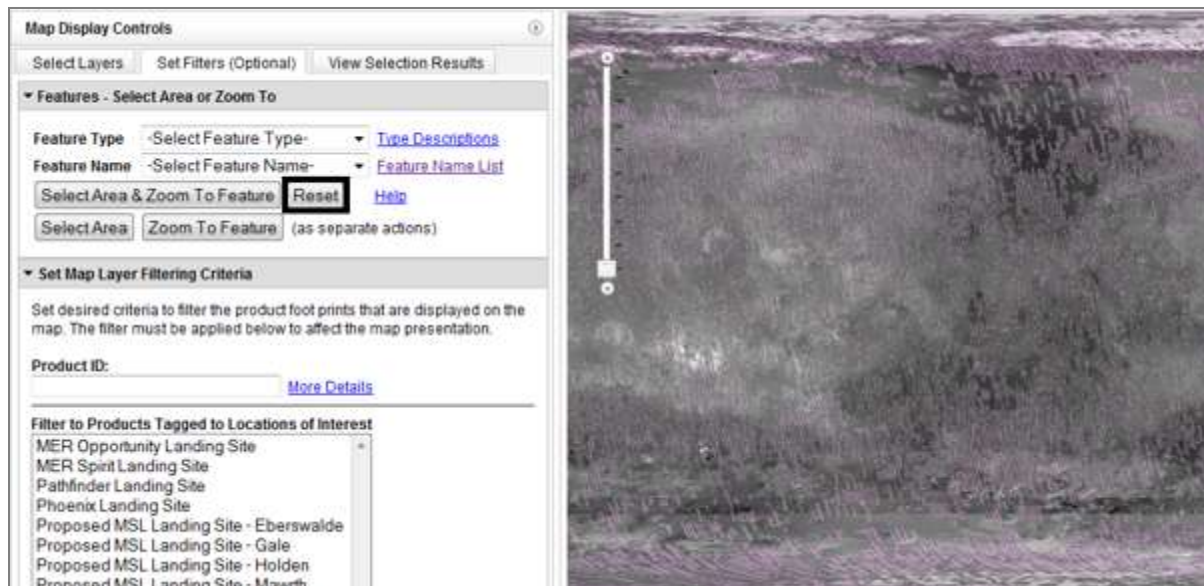 Map Display Controls
Select Layers Set Filters (Optional) View Selection Results
Features - Select Area or Zoom To
Feature Type -Select Feature Type- Type Descriptions
Feature Name -Select Feature Name- Feature Name List
Select Area & Zoom To Feature Reset Help
Select Area Zoom To Feature (as separate actions)
Set Map Layer Filtering Criteria
Set desired criteria to filter the product foot prints that are displayed on the
map. The filter must be applied below to affect the map presentation.
Product ID:
More Details
Filter to Products Tagged to Locations of Interest
MER Opportunity Landing Site
MER Spirit Landing Site
Pathfinder Landing Site
Phoenix Landing Site
Proposed MSL Landing Site - Eberswalde
Proposed MSL Landing Site - Gale
Proposed MSL Landing Site - Holden
Proposed MSL Landing Site - Mawrth